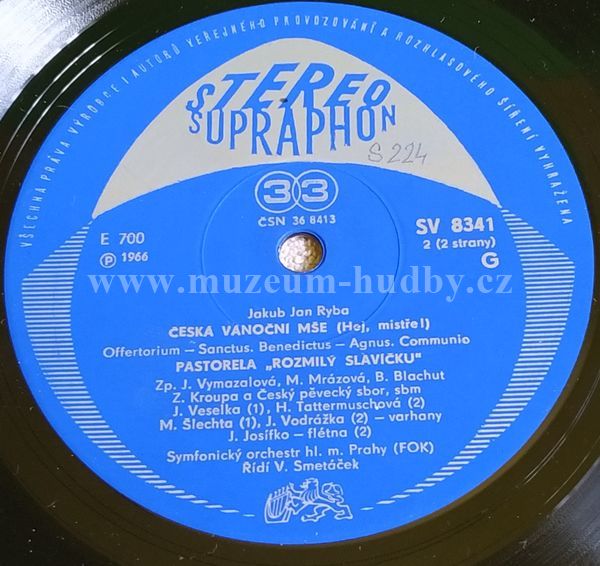 VŠECHNA PRÁVA VÝROBCE I AUTORŮ VEŘEJNÉHO PROVOZOVÁNÍ A ROZHLASOVÉHO ŠÍŘENÍ VYHRAŽENA
STEREO
SUPRAPHON
S 224
33
ČSN 36 8413
E 700
Ⓟ 1966
SV 8341
2 (2 strany)
G
www.muzeum-hudby.cz
Jakub Jan Ryba
ČESKÁ VÁNOČNÍ MŠE (Hej, mistře!)
Offertorium — Sanctus. Benedictus — Agnus. Communio
PASTORELA „ROZMILÝ SLAVÍČKU"
Zp. J. Vymazalová, M. Mrázová, B. Blachut
Z. Kroupa a Český pěvecký sbor, sbm
J. Veselka (1), H. Tattermuschová (2)
M. Šlechta (1), J. Vodrážka (2) — varhany
J. Josífko — flétna (2)
Symfonický orchestr hl. m. Prahy (FOK)
Řídí V. Smetáček